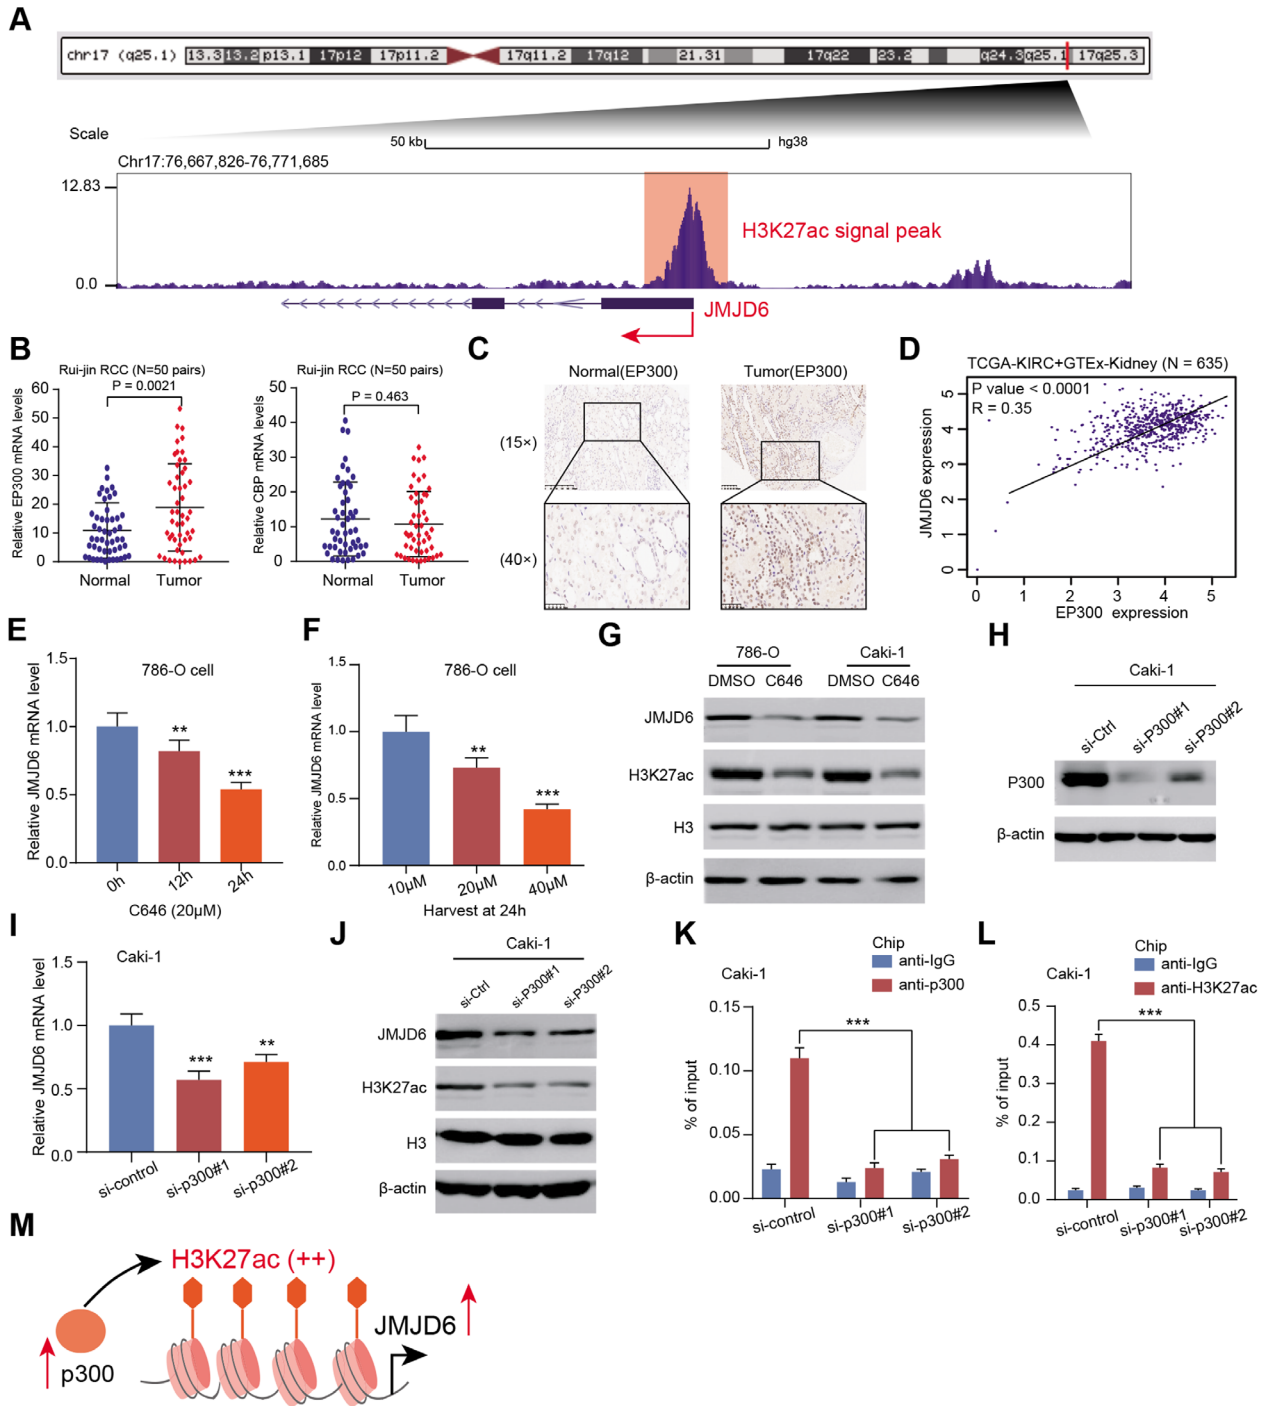 A
chr17 (q25.1)
13.3
13.2
p13.1
17p12
17p11.2
17q11.2
17q12
21.31
17q22
23.2
q24.3
q25.1
17q25.3
Scale
50 kb
hg38
Chr17:76,667,826-76,771,685
12.83
0.0
H3K27ac signal peak
JMJD6
B
Rui-jin RCC (N=50 pairs)
P = 0.0021
Relative EP300 mRNA levels
60
50
40
30
20
10
0
Normal
Tumor
Rui-jin RCC (N=50 pairs)
P = 0.463
Relative CBP mRNA levels
50
40
30
20
10
0
Normal
Tumor
C
Normal(EP300)
Tumor(EP300)
(15×)
(40×)
D
TCGA-KIRC+GTEx-Kidney (N = 635)
P value < 0.0001
R = 0.35
JMJD6 expression
5
4
3
2
1
0
0
1
2
3
4
5
EP300 expression
E
786-O cell
Relative JMJD6 mRNA level
1.5
1.0
0.5
0.0
**
***
0h
12h
24h
C646 (20μM)
F
786-O cell
Relative JMJD6 mRNA level
1.5
1.0
0.5
0.0
**
***
10μM
20μM
40μM
Harvest at 24h
G
786-O
Caki-1
DMSO
C646
DMSO
C646
JMJD6
H3K27ac
H3
β-actin
H
Caki-1
si-Ctrl
si-P300#1
si-P300#2
P300
β-actin
I
Caki-1
Relative JMJD6 mRNA level
1.5
1.0
0.5
0.0
***
**
si-control
si-p300#1
si-p300#2
J
Caki-1
si-Ctrl
si-P300#1
si-P300#2
JMJD6
H3K27ac
H3
β-actin
K
Chip
anti-IgG
anti-p300
Caki-1
% of input
0.15
0.10
0.05
0.00
***
si-control
si-p300#1
si-p300#2
L
Chip
anti-IgG
anti-H3K27ac
Caki-1
% of input
0.5
0.4
0.3
0.2
0.1
0.0
***
si-control
si-p300#1
si-p300#2
M
H3K27ac (++)
p300
JMJD6